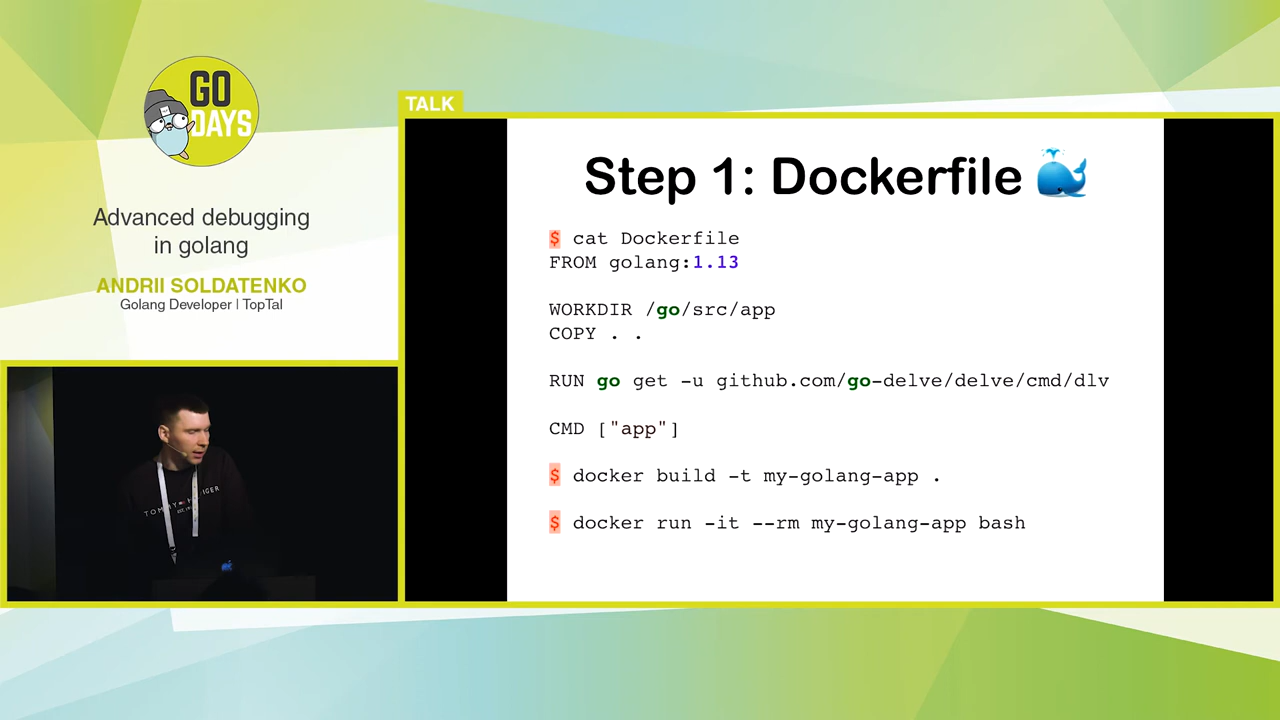 GO
DAYS
Advanced debugging
in golang
ANDRII SOLDATENKO
Golang Developer | TopTal
TALK
Step 1: Dockerfile 🐳
$ cat Dockerfile
FROM golang:1.13
WORKDIR /go/src/app
COPY . .
RUN go get -u github.com/go-delve/delve/cmd/dlv
CMD ["app"]
$ docker build -t my-golang-app .
$ docker run -it --rm my-golang-app bash